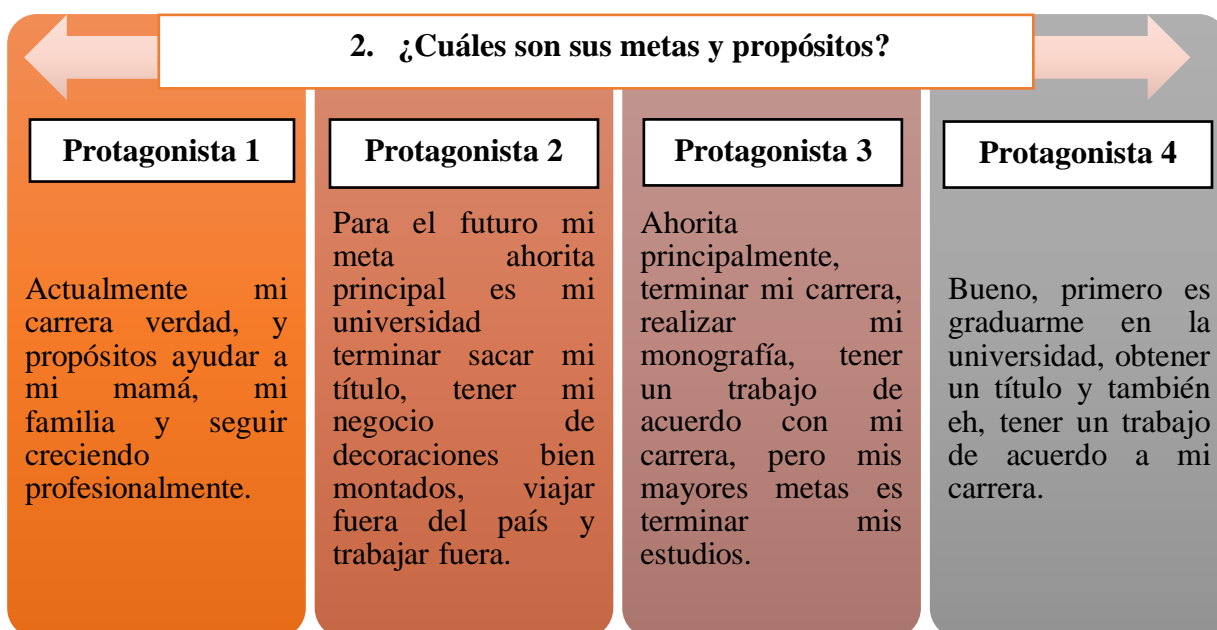 2. ¿Cuáles son sus metas y propósitos?
Protagonista 1
Actualmente mi
carrera verdad, y
propósitos ayudar a
mi mamá, mi
familia y seguir
creciendo
profesionalmente.
Protagonista 2
Para el futuro mi
meta ahorita
principal es mi
universidad
terminar sacar mi
título, tener mi
negocio de
decoraciones bien
montados, viajar
fuera del país y
trabajar fuera.
Protagonista 3
Ahorita
principalmente,
terminar mi carrera,
realizar mi
monografía, tener
un trabajo de
acuerdo con mi
carrera, pero mis
mayores metas es
terminar mis
estudios.
Protagonista 4
Bueno, primero es
graduarme en la
universidad, obtener
un título y también
eh, tener un trabajo
de acuerdo a mi
carrera.